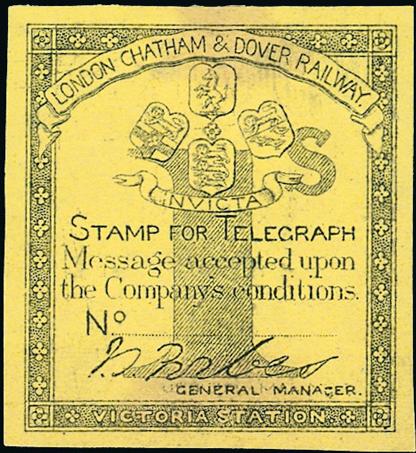 LONDON CHATHAM & DOVER RAILWAY.
INVICTA
S
STAMP FOR TELEGRAPH
Message accepted upon
the Company's conditions.
No
GENERAL MANAGER.
VICTORIA STATION.